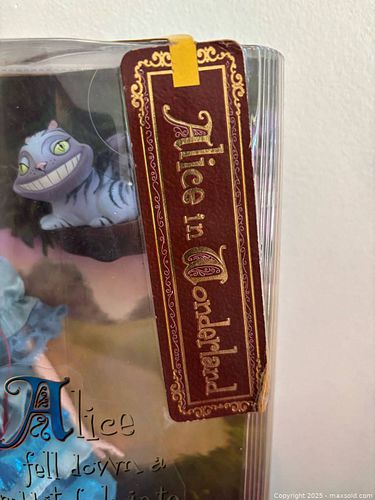 Alice in Wonderland
Alice
fell down a
Copyright 2025 - maxsold.com